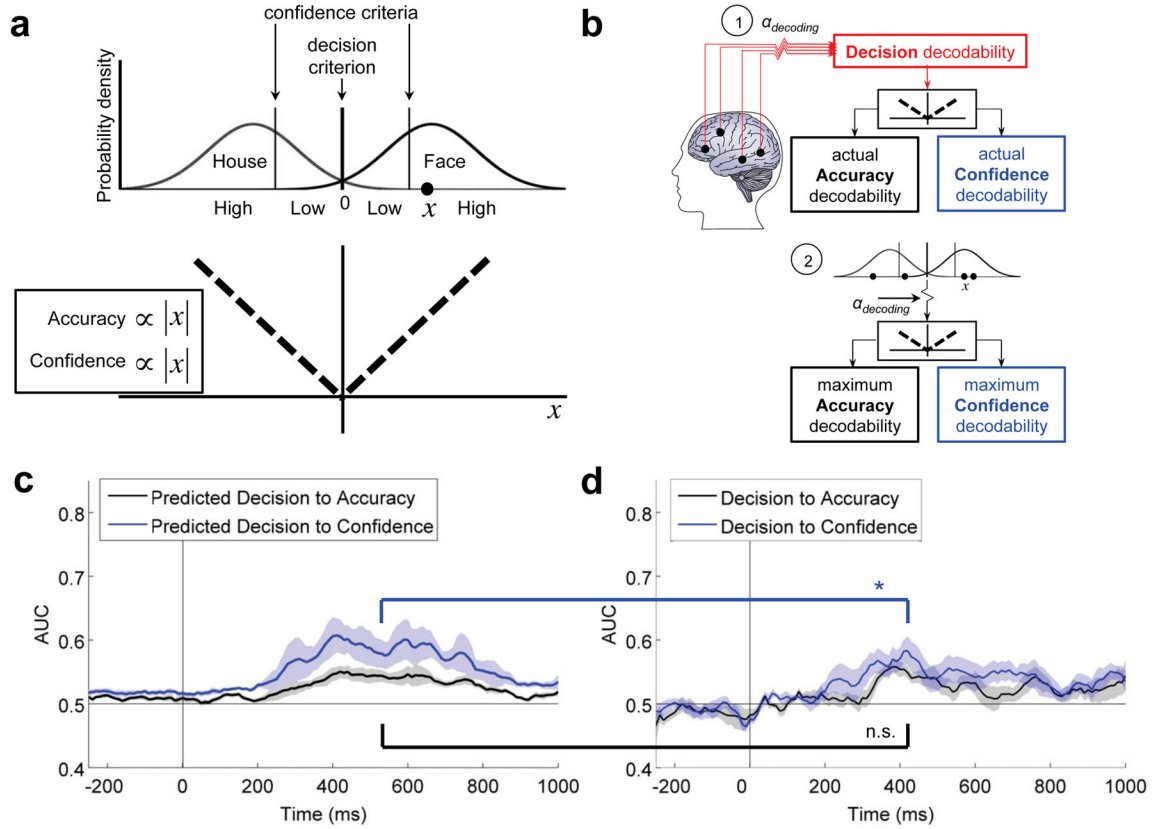 a
confidence criteria
decision
criterion
Probability density
House
Face
High
Low
0
Low
x
High
Accuracy ∝ |x|
Confidence ∝ |x|
x
b
1
αdecoding
Decision decodability
actual
Accuracy
decodability
actual
Confidence
decodability
2
x
αdecoding
maximum
Accuracy
decodability
maximum
Confidence
decodability
c
Predicted Decision to Accuracy
Predicted Decision to Confidence
AUC
0.8
0.7
0.6
0.5
0.4
-200 0 200 400 600 800 1000
Time (ms)
d
Decision to Accuracy
Decision to Confidence
AUC
0.8
0.7
0.6
0.5
0.4
*
n.s.
-200 0 200 400 600 800 1000
Time (ms)